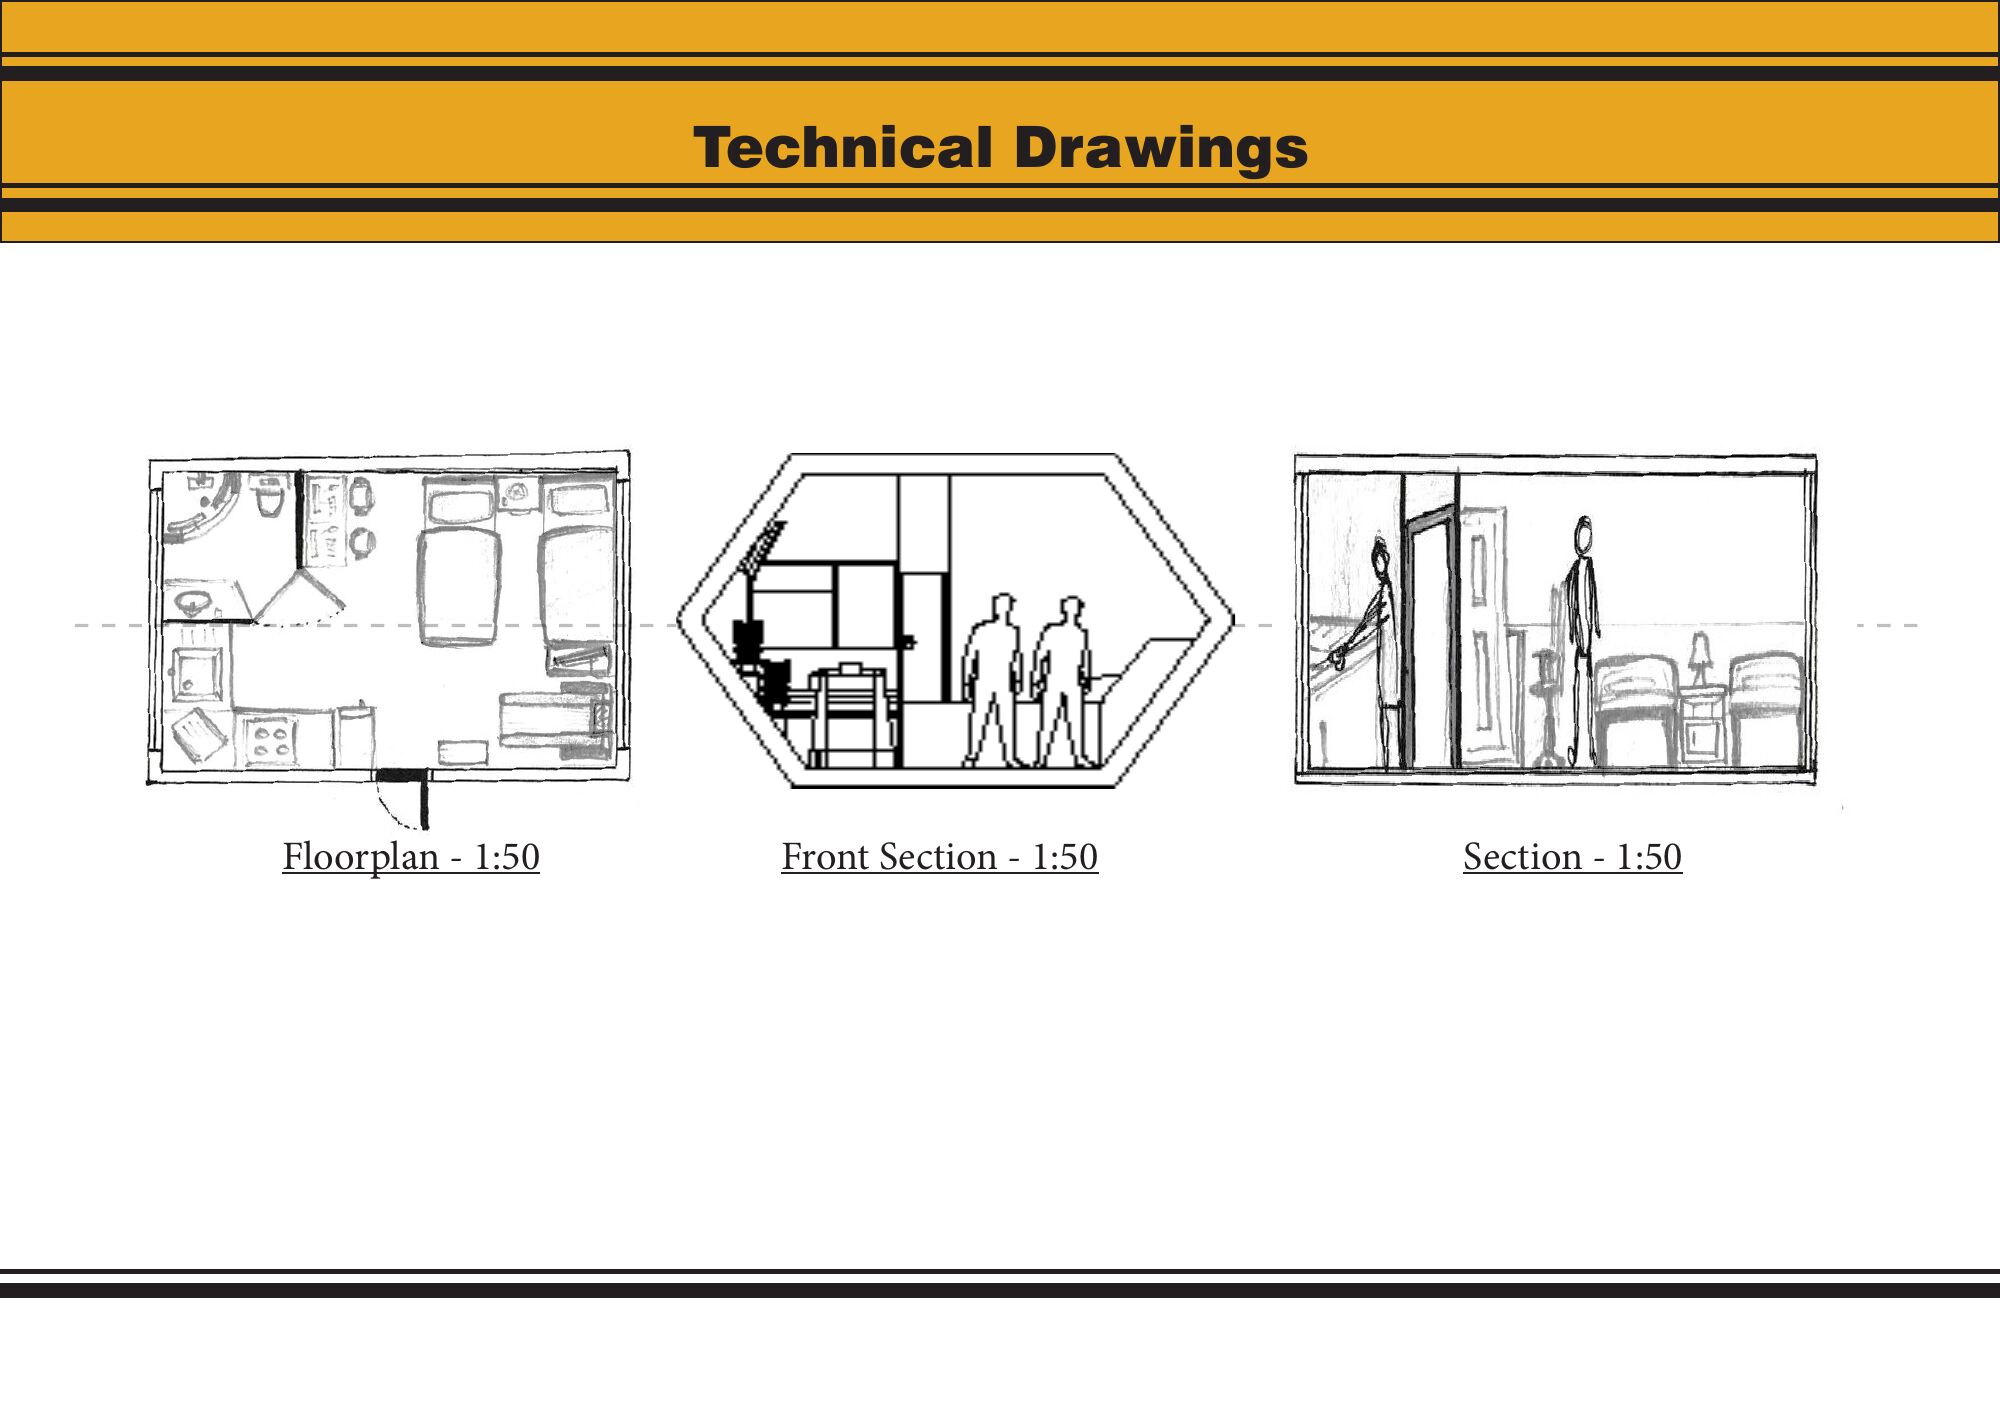 Technical Drawings
Floorplan - 1:50
Front Section - 1:50
Section - 1:50